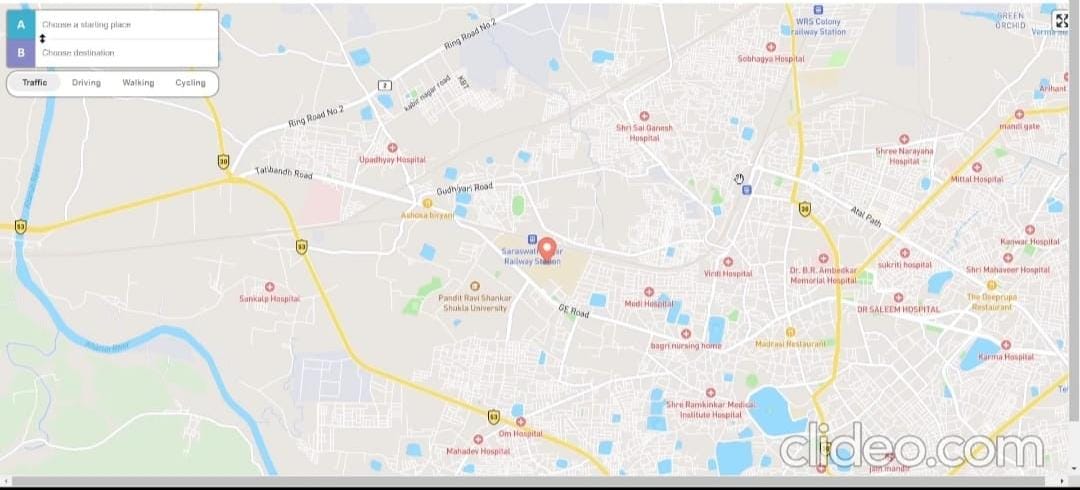 A
Choose a starting place
B
Choose destination
Traffic
Driving
Walking
Cycling
Ring Road No.2
WRS Colony
railway Station
GREEN
ORCHID
Sobhagya Hospital
2
kabir nagar road
KBT
Arihant
Ring Road No.2
Shri Sai Ganesh
Hospital
mandi gate
Upadhyay Hospital
Shree Narayana
Hospital
30
Tatibandh Road
Mittal Hospital
Gudhiyari Road
Ashoka biryani
30
Atal Path
53
53
Saraswati
Railway Station
Kanwar Hospital
Virdi Hospital
Dr. B.R. Ambedkar
Memorial Hospital
sukriti hospital
Shri Mahaveer Hospital
Sankalp Hospital
Pandit Ravi Shankar
Shukla University
Modi Hospital
The Deeprupa
Restaurant
GE Road
DR SALEEM HOSPITAL
bagri nursing home
Madrasi Restaurant
Karma Hospital
Shre Ramkinkar Medical
Institute Hospital
53
Om Hospital
Mahadev Hospital
clideo.com
jain mandir